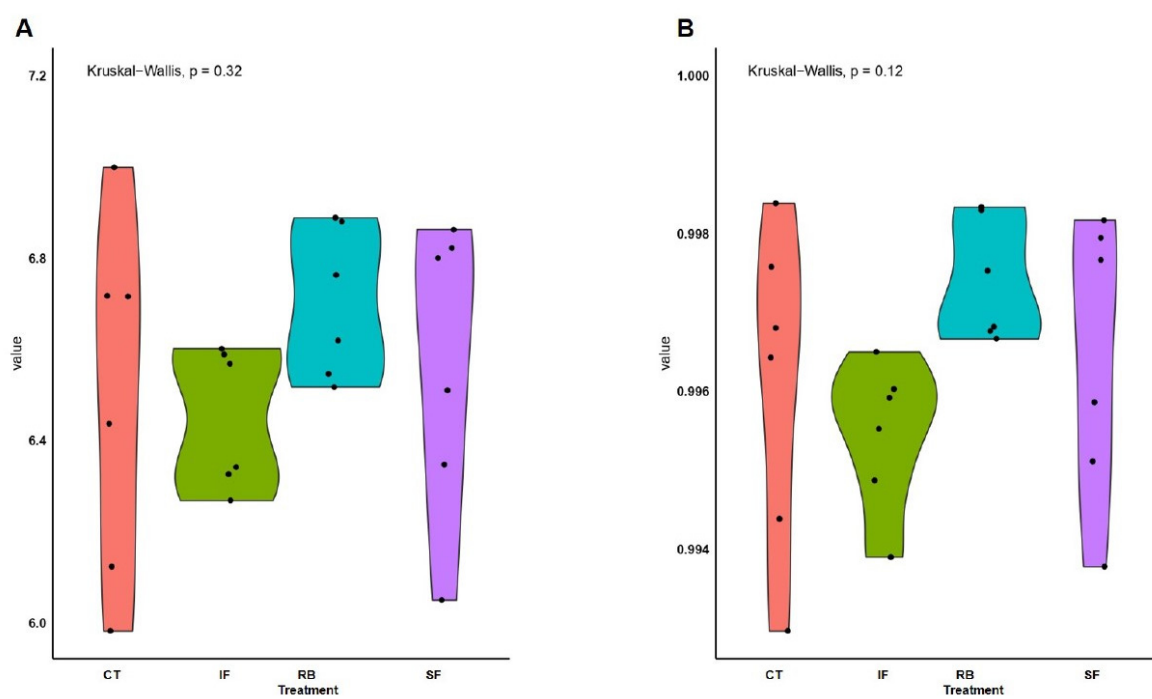 A
Kruskal−Wallis, p = 0.32
7.2
6.8
6.4
6.0
value
CT IF RB SF
Treatment
B
Kruskal−Wallis, p = 0.12
1.000
0.998
0.996
0.994
value
CT IF RB SF
Treatment